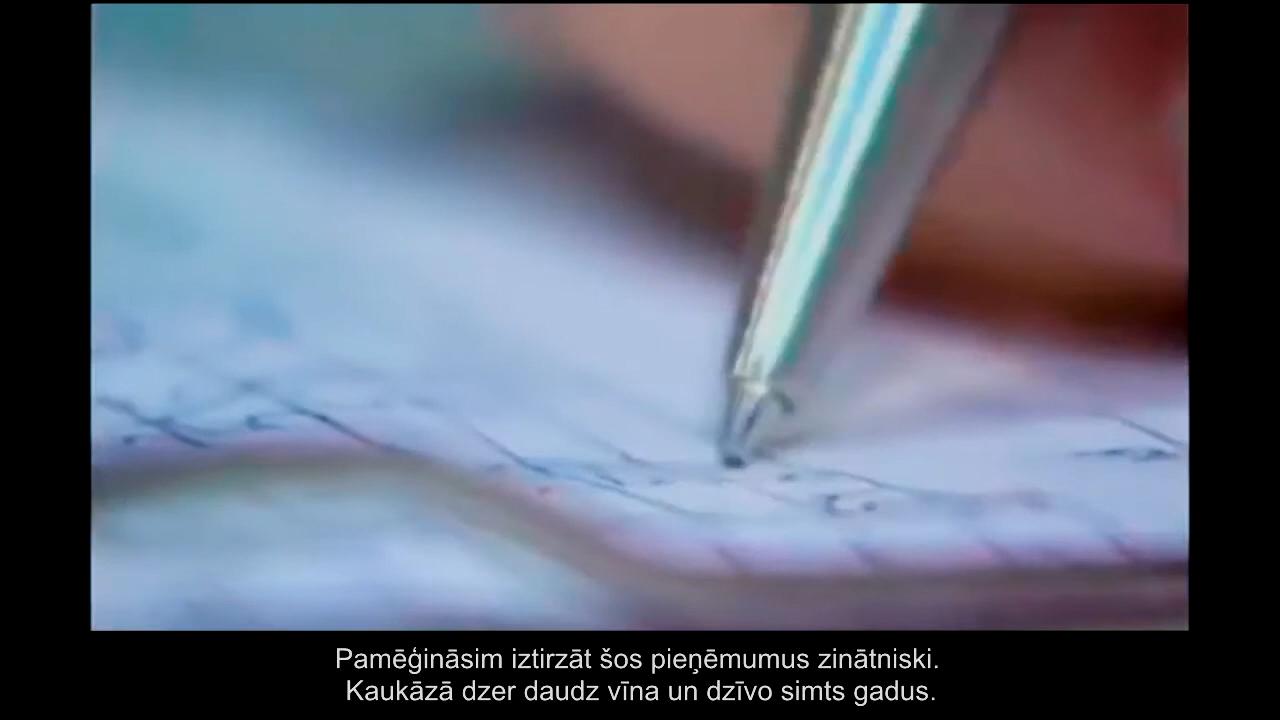 Pamēģināsim iztirzāt šos pieņēmumus zinātniski.
Kaukāzā dzer daudz vīna un dzīvo simts gadus.